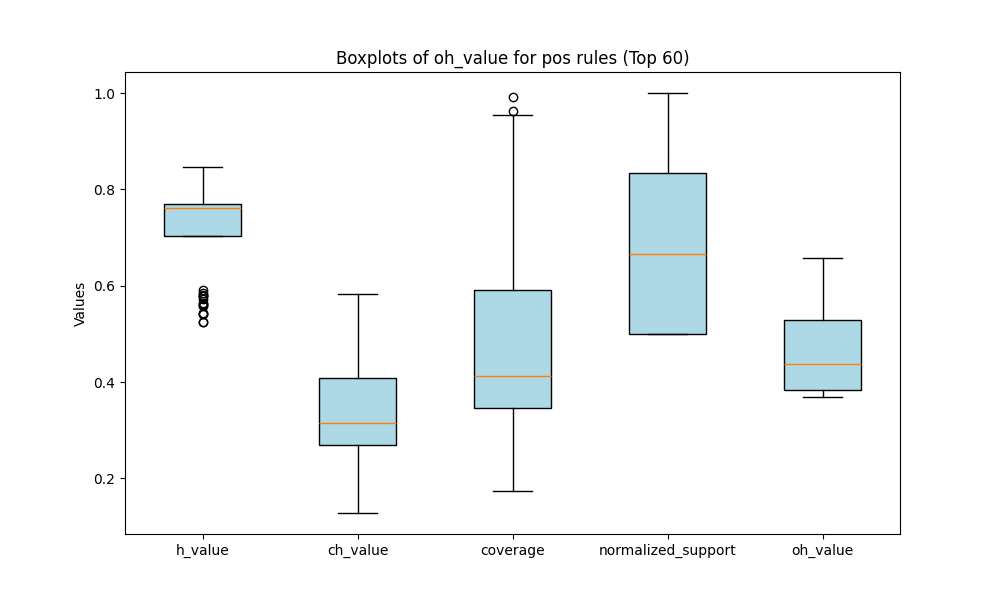 Boxplots of oh_value for pos rules (Top 60)
1.0
0.8
0.6
0.4
0.2
Values
h_value
ch_value
coverage
normalized_support
oh_value